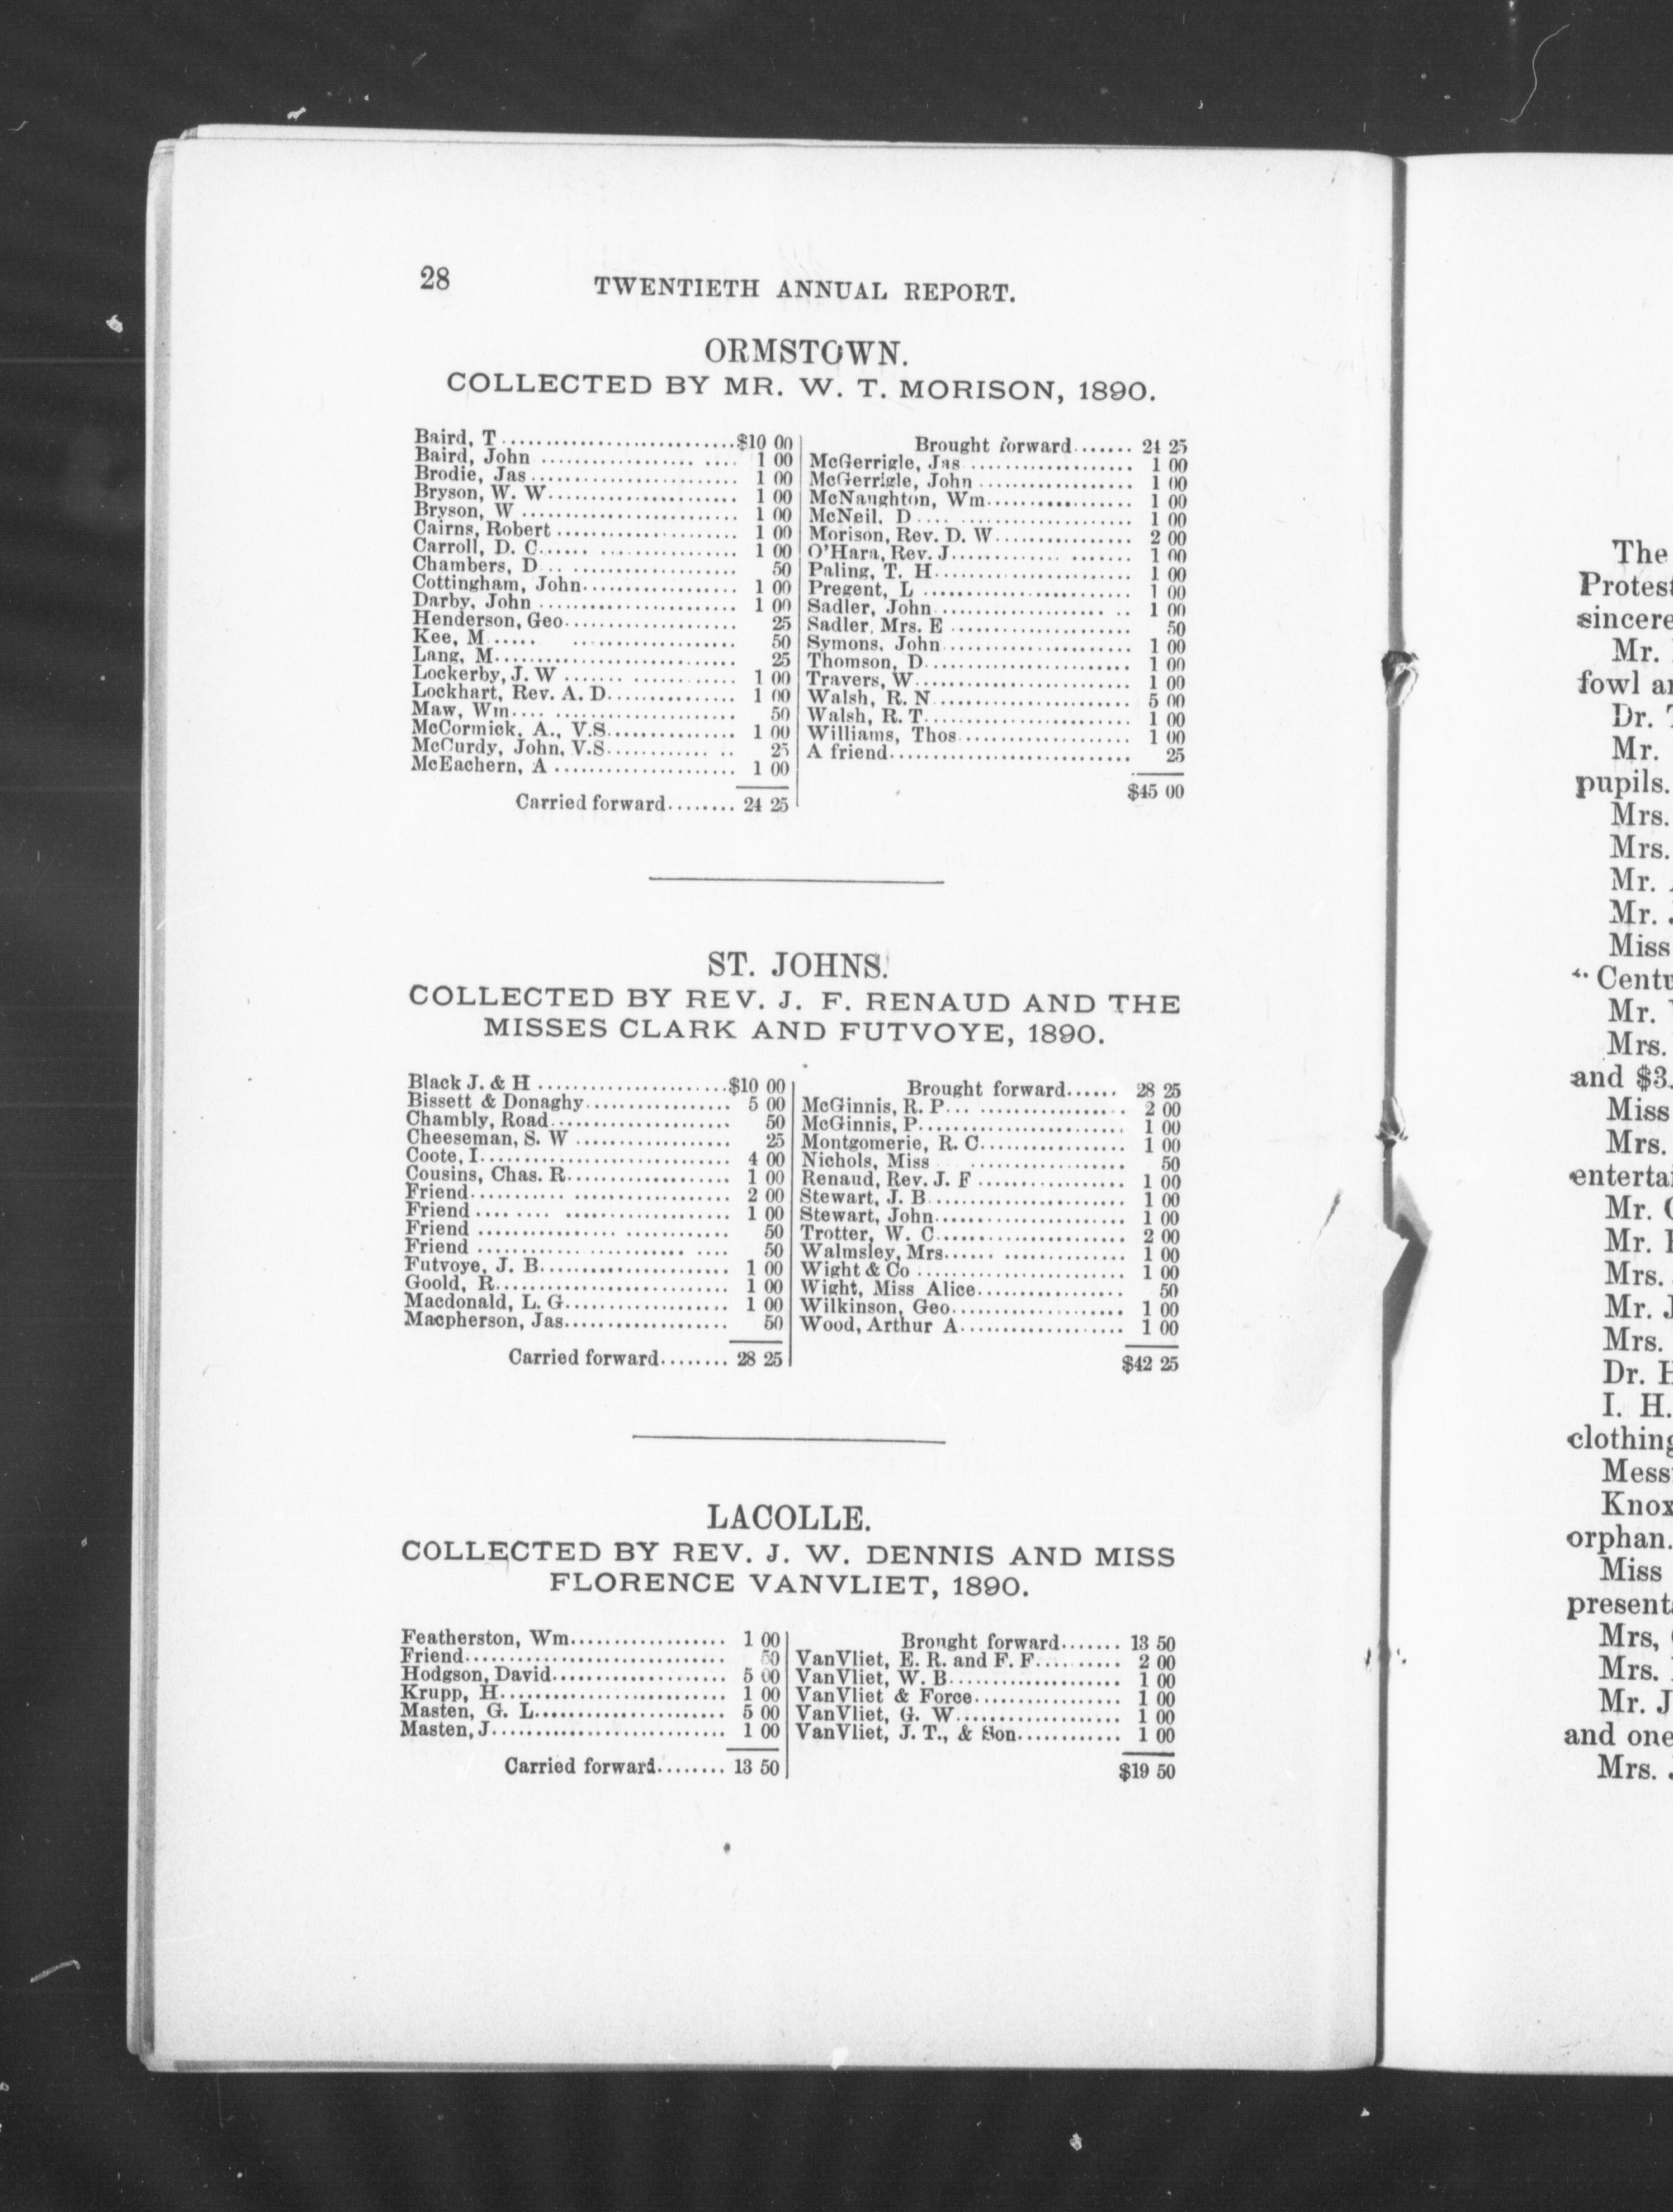 28
TWENTIETH ANNUAL REPORT.
ORMSTOWN.
COLLECTED BY MR. W. T. MORISON, 1890.
Baird, T ........................... $10 00
Baird, John ................... .... 1 00
Brodie, Jas ......................... 1 00
Bryson, W. W....................... 1 00
Bryson, W ......................... 1 00
Cairns, Robert ..................... 1 00
Carroll, D. C...... ................ 1 00
Chambers, D ... ................... 50
Cottingham, John................. 1 00
Darby, John ....................... 1 00
Henderson, Geo.................... 25
Kee, M ..... ................... 50
Lang, M............................ 25
Lockerby, J. W ....... ............ 1 00
Lockhart, Rev. A. D............... 1 00
Maw, Wm.... ..................... 50
McCormick, A., V.S............... 1 00
McCurdy, John, V.S............ .. 25
McEachern, A ..................... 1 00
Carried forward........ 24 25
Brought forward....... 24 25
McGerrigle, Jas ................... 1 00
McGerrigle, John ................. 1 00
McNaughton, Wm................ 1 00
McNeil, D .... .................... 1 00
Morison, Rev. D. W............... 2 00
O'Hara, Rev. J............. ....... 1 00
Paling, T. H....................... 1 00
Pregent, L ........................ 1 00
Sadler, John .................... .. 1 00
Sadler, Mrs. E ..................... 50
Symons, John...................... 1 00
Thomson, D........................ 1 00
Travers, W......................... 1 00
Walsh, R. N....................... 5 00
Walsh, R. T........................ 1 00
Williams, Thos.................... 1 00
A friend............................ 25
$45 00
ST. JOHNS.
COLLECTED BY REV. J. F. RENAUD AND THE
MISSES CLARK AND FUTVOYE, 1890.
Black J. & H ...................... $10 00
Bissett & Donaghy................. 5 00
Chambly, Road..................... 50
Cheeseman, S. W .................. 25
Coote, I............................. 4 00
Cousins, Chas. R................... 1 00
Friend........... .................. 2 00
Friend ........ ................... 1 00
Friend ................. ........... 50
Friend ....................... .... 50
Futvoye, J. B...................... 1 00
Goold, R........................... 1 00
Macdonald, L. G................... 1 00
Macpherson, Jas................... 50
Carried forward........ 28 25
Brought forward...... 28 25
McGinnis, R. P... ................. 2 00
McGinnis, P........................ 1 00
Montgomerie, R. C................ 1 00
Nichols, Miss ................... 50
Renaud, Rev. J. F ................. 1 00
Stewart, J. B....................... 1 00
Stewart, John...................... 1 00
Trotter, W. C...................... 2 00
Walmsley, Mrs...... .............. 1 00
Wight & Co ........................ 1 00
Wight, Miss Alice................. 50
Wilkinson, Geo.................... 1 00
Wood, Arthur A................... 1 00
$42 25
LACOLLE.
COLLECTED BY REV. J. W. DENNIS AND MISS
FLORENCE VANVLIET, 1890.
Featherston, Wm.................. 1 00
Friend.............................. 50
Hodgson, David.................... 5 00
Krupp, H.......................... 1 00
Masten, G. L...................... 5 00
Masten, J........................... 1 00
Carried forward........ 13 50
Brought forward....... 13 50
VanVliet, E. R. and F. F.......... 2 00
VanVliet, W. B.................... 1 00
VanVliet & Force................. 1 00
VanVliet, G. W................... 1 00
VanVliet, J. T., & Son............ 1 00
$19 50
The
Protest
sincere
Mr.
fowl
Dr.
Mr.
pupils.
Mrs.
Mrs.
Mr.
Mr.
Miss
Mr.
Mrs.
and $3.
Miss
Mrs.
Mr.
Mr.
Mrs.
Mr. J
Mrs.
Dr. H
I. H.
clothing
Mess
Knox
orphan.
Miss
present
Mrs,
Mrs.
Mr. J
and one
Mrs.